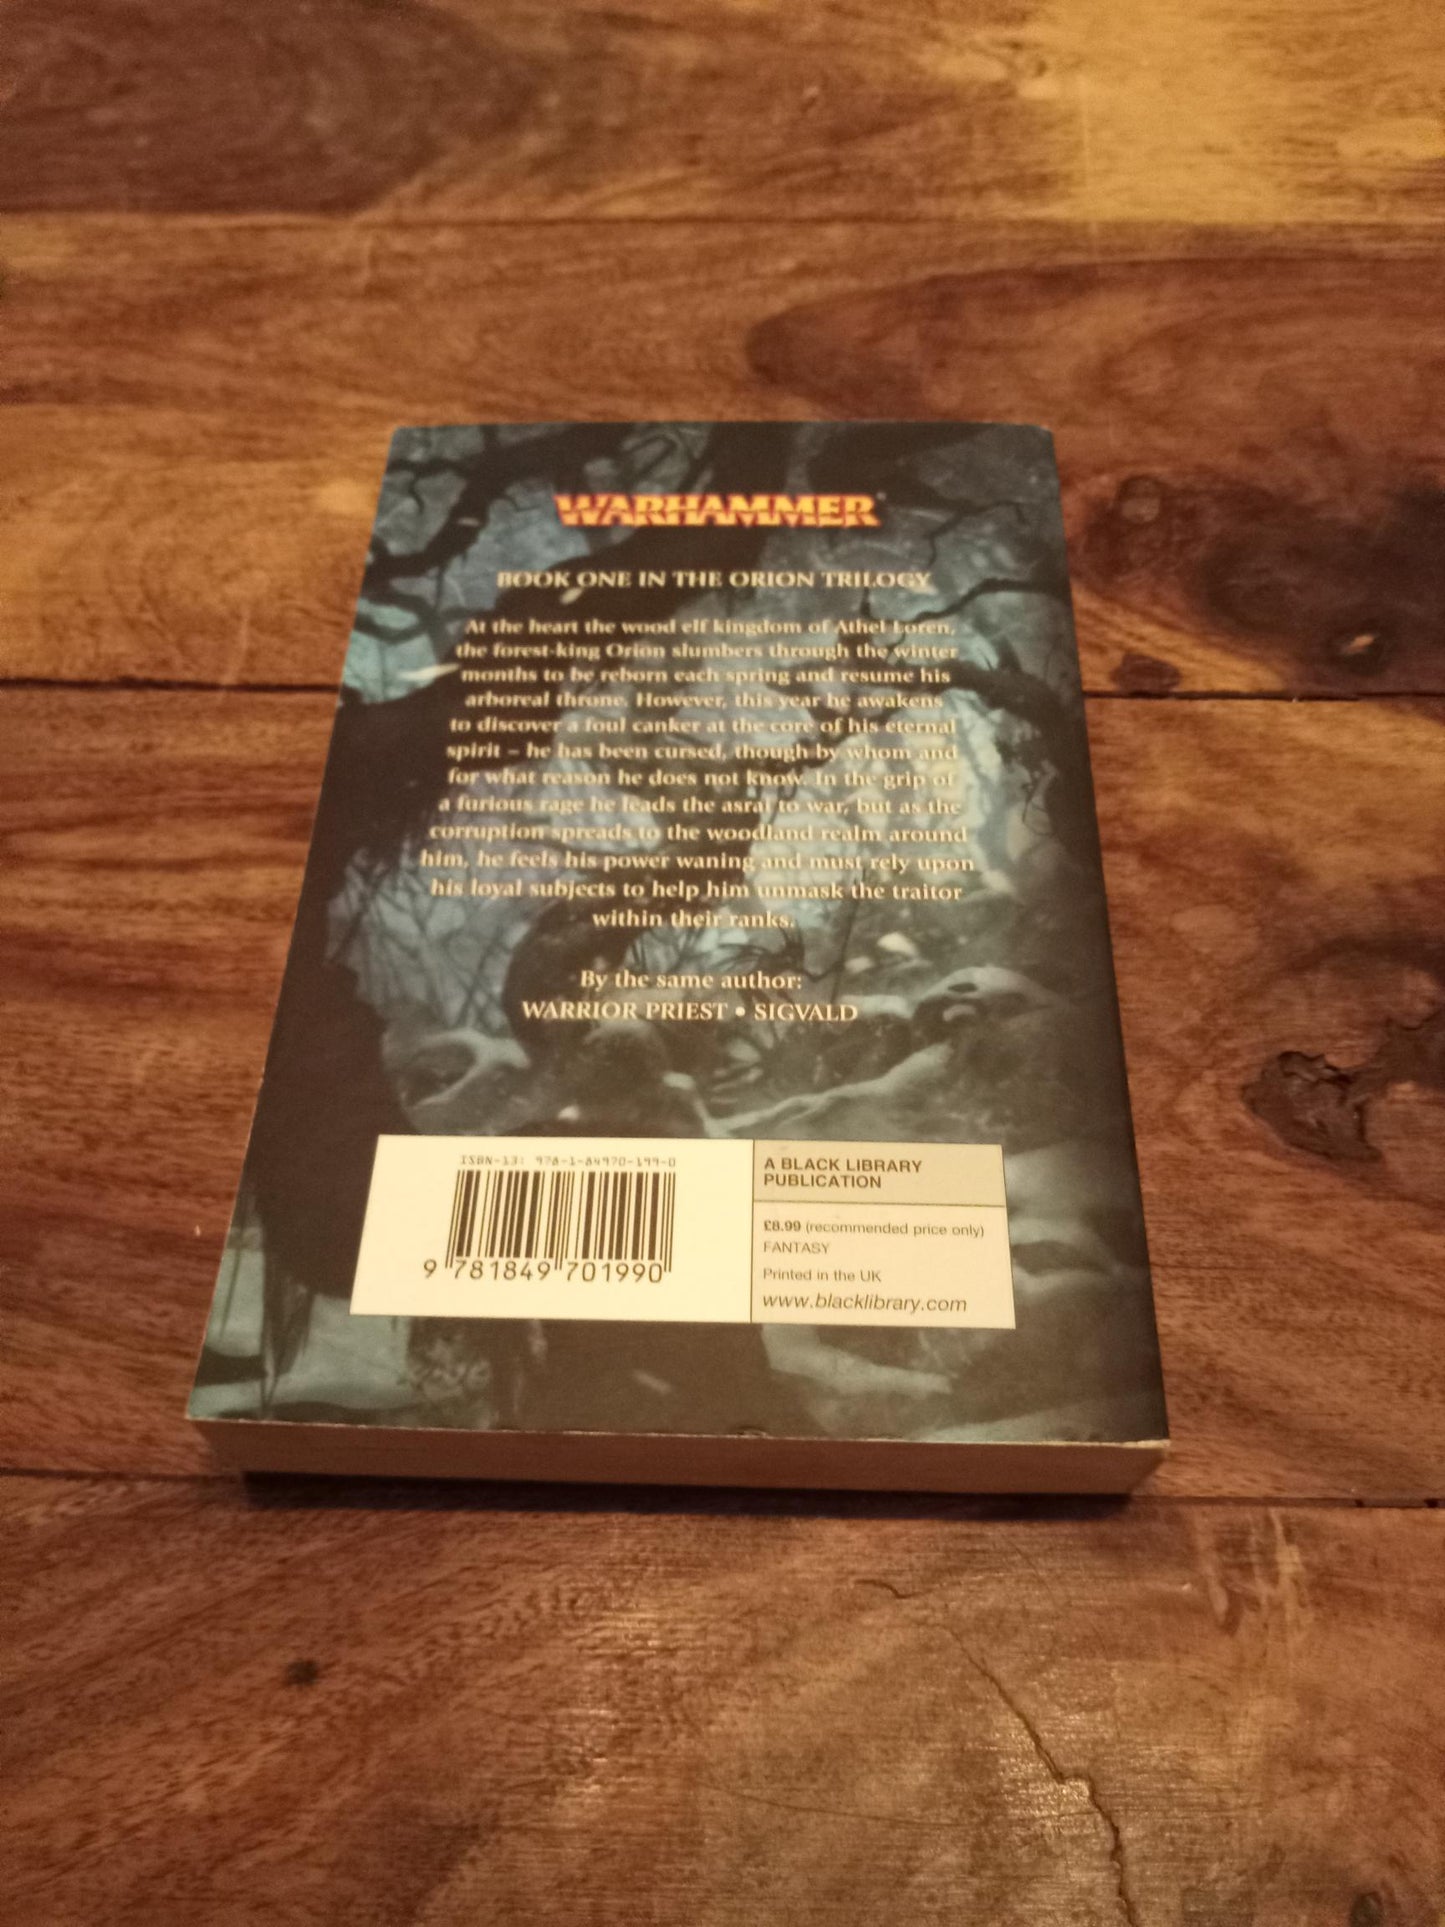 WARHAMMER
BOOK ONE IN THE ORION TRILOGY
At the heart the wood elf kingdom of Athel Loren,
the forest-king Orion slumbers through the winter
months to be reborn each spring and resume his
arboreal throne. However, this year he awakens
to discover a foul canker at the core of his eternal
spirit – he has been cursed, though by whom and
for what reason he does not know. In the grip of
a furious rage he leads the asrai to war, but as the
corruption spreads to the woodland realm around
him, he feels his power waning and must rely upon
his loyal subjects to help him unmask the traitor
within their ranks.
By the same author:
WARRIOR PRIEST • SIGVALD
ISBN-13: 978-1-84970-199-0
9 781849 701990
A BLACK LIBRARY
PUBLICATION
£8.99 (recommended price only)
FANTASY
Printed in the UK
www.blacklibrary.com